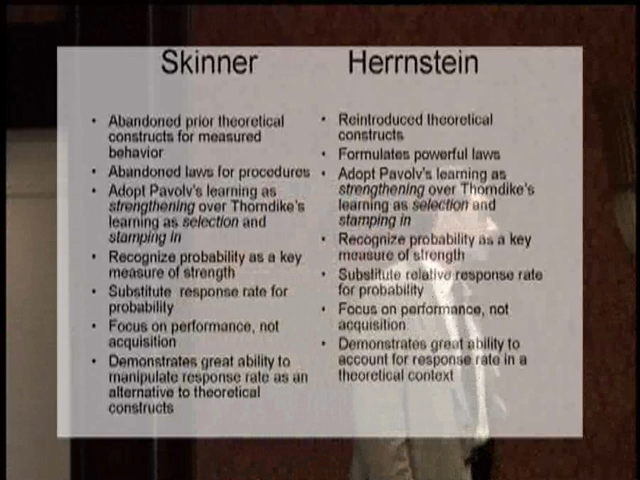 Skinner
• Abandoned prior theoretical
constructs for measured
behavior
• Abandoned laws for procedures
• Adopt Pavolv's learning as
strengthening over Thorndike's
learning as selection and
stamping in
• Recognize probability as a key
measure of strength
• Substitute response rate for
probability
• Focus on performance, not
acquisition
• Demonstrates great ability to
manipulate response rate as an
alternative to theoretical
constructs
Herrnstein
• Reintroduced theoretical
constructs
• Formulates powerful laws
• Adopt Pavolv's learning as
strengthening over Thorndike's
learning as selection and
stamping in
• Recognize probability as a key
measure of strength
• Substitute relative response rate
for probability
• Focus on performance, not
acquisition
• Demonstrates great ability to
account for response rate in a
theoretical context